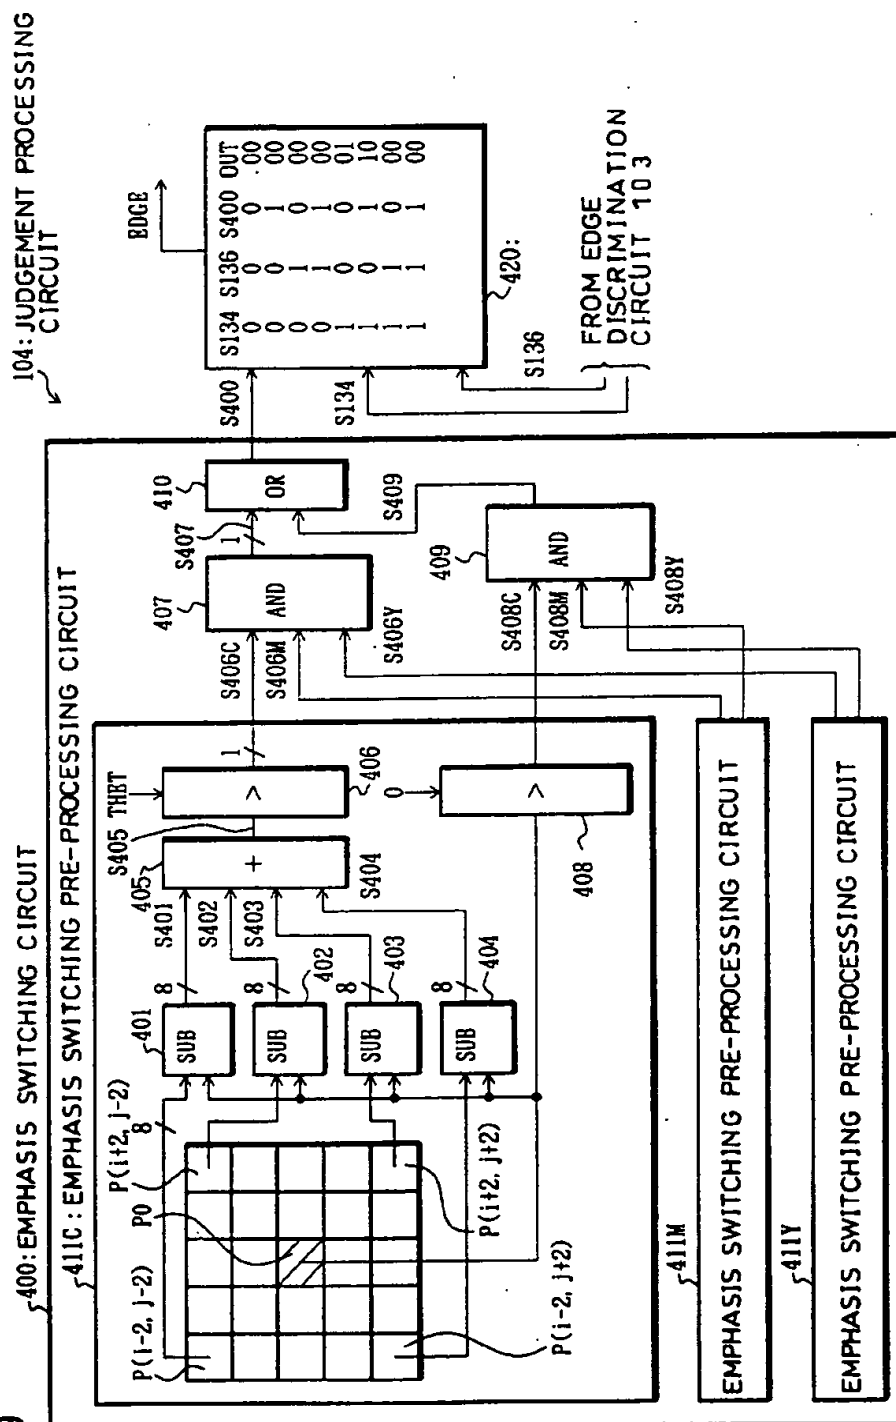 104: JUDGEMENT PROCESSING
CIRCUIT
400: EMPHASIS SWITCHING CIRCUIT
411C: EMPHASIS SWITCHING PRE-PROCESSING CIRCUIT
P(i-2, j-2)
P0
P(i+2, j-2)
8
P(i-2, j+2)
P(i+2, j+2)
401
SUB
8
SUB
8
402
SUB
8
403
SUB
8
404
S401
S402
S403
S404
405
+
S405
THET
>
406
1
0
>
408
S406C
S406M
S406Y
407
AND
1
S407
410
OR
S400
S408C
S408M
S408Y
409
AND
S409
EDGE
S134 S136 S400 OUT
0 0 0 00
0 0 1 00
0 1 0 00
0 1 1 00
1 0 0 01
1 0 1 10
1 1 0 00
1 1 1 00
420:
S134
S136
FROM EDGE
DISCRIMINATION
CIRCUIT 103
411M
EMPHASIS SWITCHING PRE-PROCESSING CIRCUIT
411Y
EMPHASIS SWITCHING PRE-PROCESSING CIRCUIT